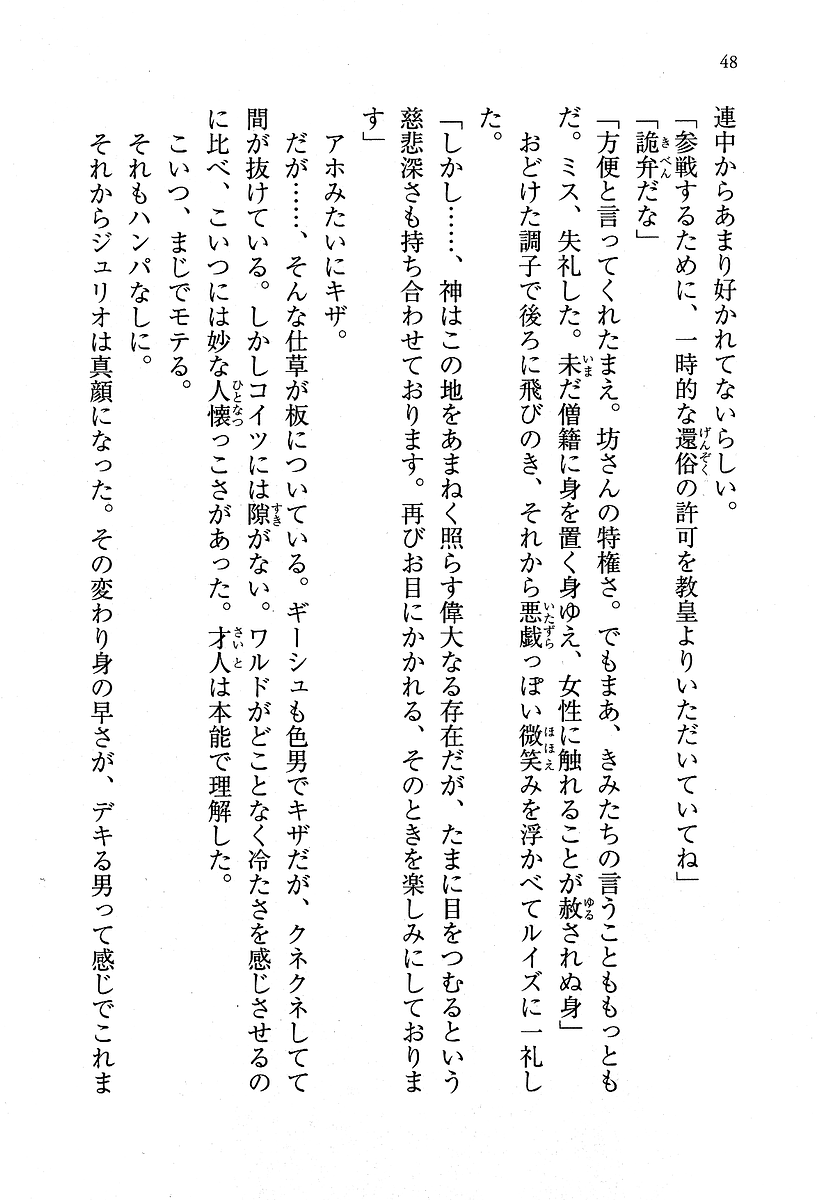 48
連中からあまり好かれてないらしい。
「参戦するために、一時的な還俗の許可を教皇よりいただいていてね」
「詭弁だな」
「方便と言ってくれたまえ。坊さんの特権さ。でもまあ、きみたちの言うことももっとも
だ。ミス、失礼した。未だ僧籍に身を置く身ゆえ、女性に触れることが赦されぬ身」
おどけた調子で後ろに飛びのき、それから悪戯っぽい微笑みを浮かべてルイズに一礼し
た。
「しかし……、神はこの地をあまねく照らす偉大なる存在だが、たまに目をつむるという
慈悲深さも持ち合わせております。再びお目にかかれる、そのときを楽しみにしておりま
す」
アホみたいにキザ。
だが……、そんな仕草が板についている。ギーシュも色男でキザだが、クネクネしてて
間が抜けている。しかしコイツには隙がない。ワルドがどことなく冷たさを感じさせるの
に比べ、こいつには妙な人懐っこさがあった。才人は本能で理解した。
こいつ、まじでモテる。
それもハンパなしに。
それからジュリオは真顔になった。その変わり身の早さが、デキる男って感じでこれま